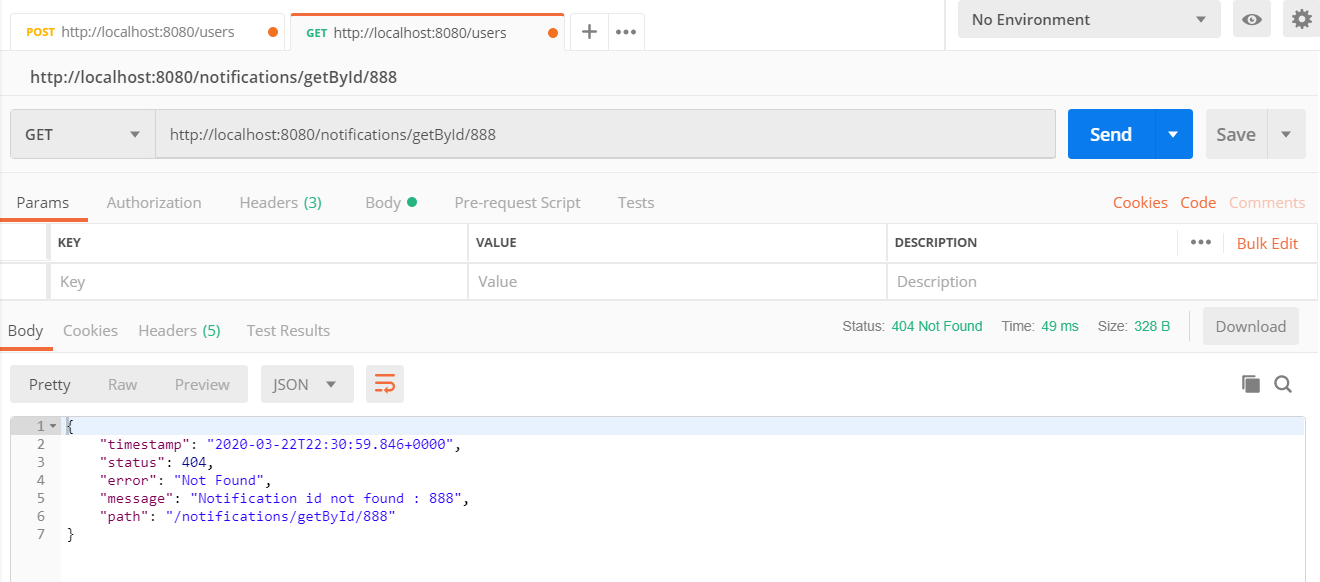 POST http://localhost:8080/users GET http://localhost:8080/users No Environment
http://localhost:8080/notifications/getById/888
GET http://localhost:8080/notifications/getById/888 Send Save
Params Authorization Headers (3) Body Pre-request Script Tests Cookies Code Comments
KEY VALUE DESCRIPTION Bulk Edit
Key Value Description
Body Cookies Headers (5) Test Results Status: 404 Not Found Time: 49 ms Size: 328 B Download
Pretty Raw Preview JSON
1 {
2 "timestamp": "2020-03-22T22:30:59.846+0000",
3 "status": 404,
4 "error": "Not Found",
5 "message": "Notification id not found : 888",
6 "path": "/notifications/getById/888"
7 }